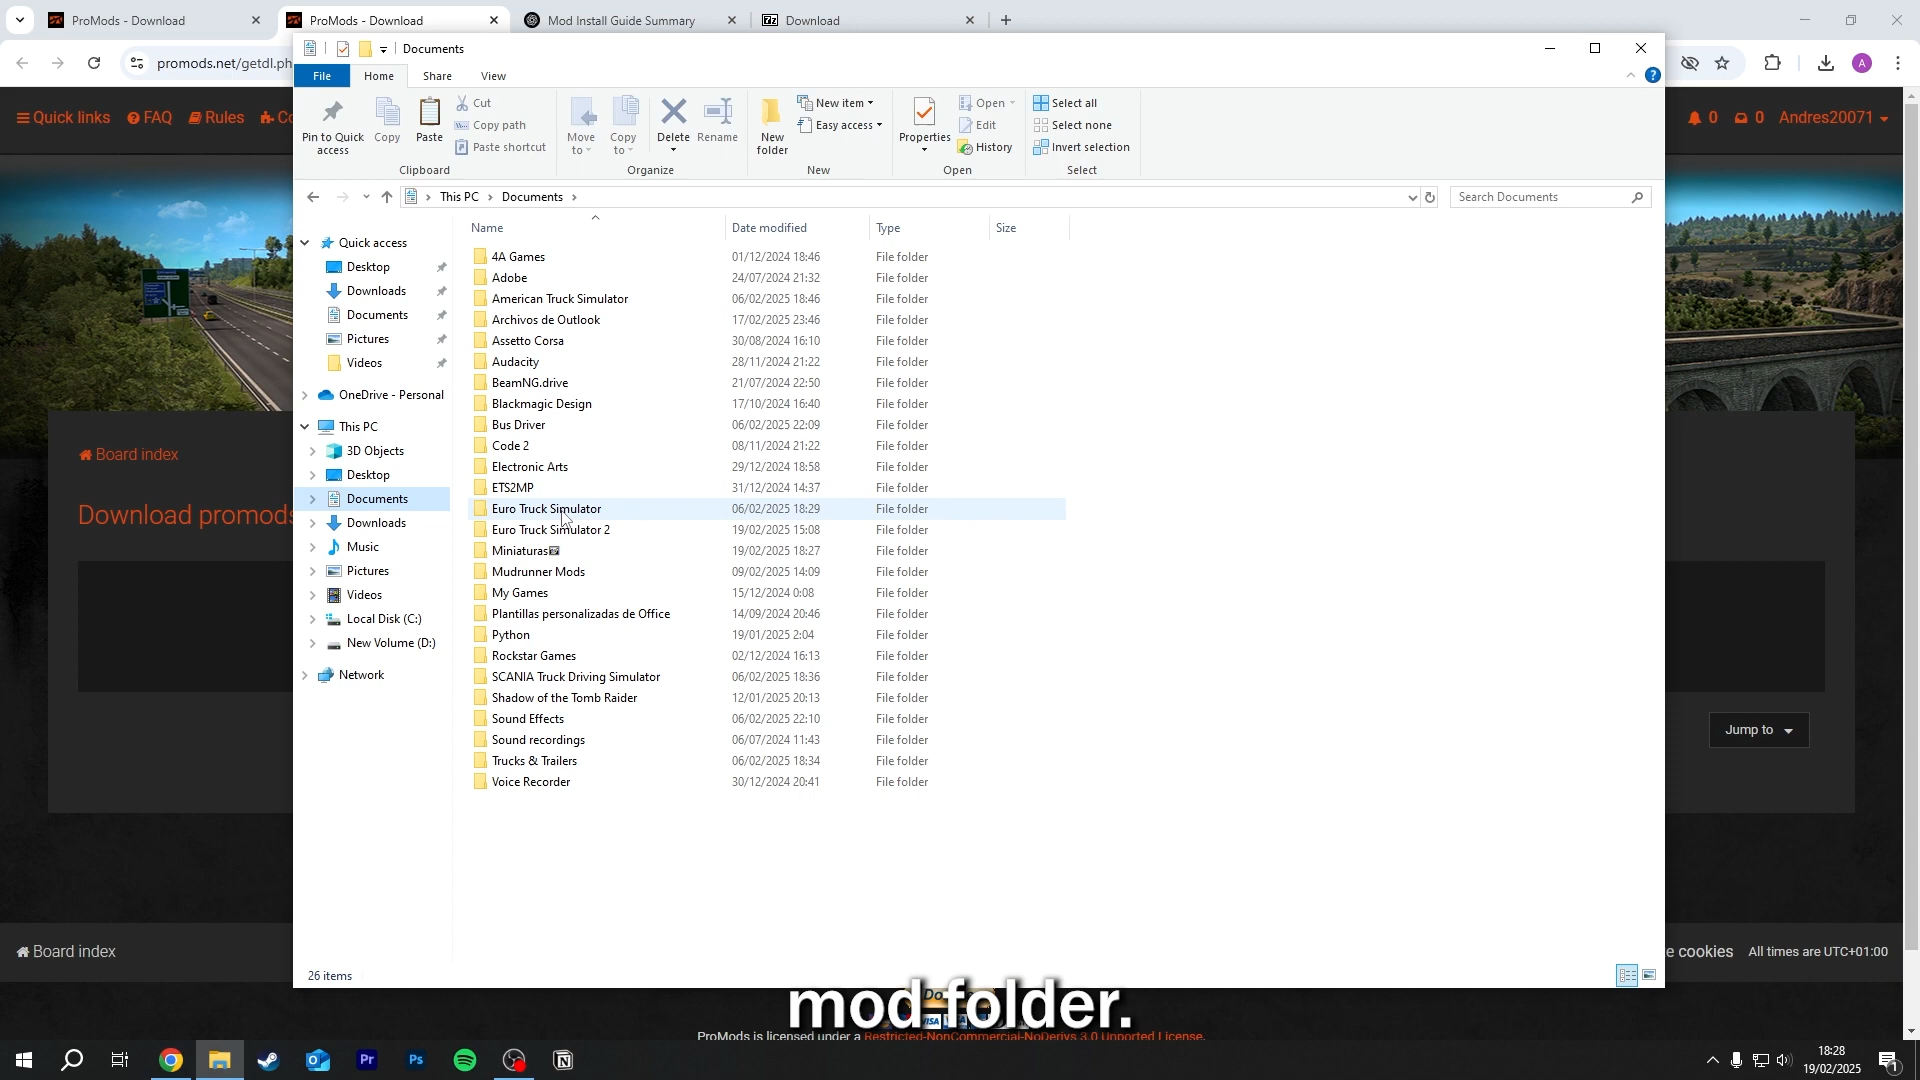 ProMods - Download
ProMods - Download
Mod Install Guide Summary
7z Download
promods.net/getdl.ph
A
Quick links FAQ Rules Co
0 0 Andres20071
Documents
File Home Share View
Pin to Quick access
Copy
Paste
Cut
Copy path
Paste shortcut
Clipboard
Move to
Copy to
Delete
Rename
Organize
New folder
New item
Easy access
New
Properties
Open
Edit
History
Open
Select all
Select none
Invert selection
Select
This PC Documents
Search Documents
Name Date modified Type Size
Quick access
Desktop
Downloads
Documents
Pictures
Videos
OneDrive - Personal
This PC
3D Objects
Desktop
Documents
Downloads
Music
Pictures
Videos
Local Disk (C:)
New Volume (D:)
Network
4A Games 01/12/2024 18:46 File folder
Adobe 24/07/2024 21:32 File folder
American Truck Simulator 06/02/2025 18:46 File folder
Archivos de Outlook 17/02/2025 23:46 File folder
Assetto Corsa 30/08/2024 16:10 File folder
Audacity 28/11/2024 21:22 File folder
BeamNG.drive 21/07/2024 22:50 File folder
Blackmagic Design 17/10/2024 16:40 File folder
Bus Driver 06/02/2025 22:09 File folder
Code 2 08/11/2024 21:22 File folder
Electronic Arts 29/12/2024 18:58 File folder
ETS2MP 31/12/2024 14:37 File folder
Euro Truck Simulator 06/02/2025 18:29 File folder
Euro Truck Simulator 2 19/02/2025 15:08 File folder
Miniaturas 19/02/2025 18:27 File folder
Mudrunner Mods 09/02/2025 14:09 File folder
My Games 15/12/2024 0:08 File folder
Plantillas personalizadas de Office 14/09/2024 20:46 File folder
Python 19/01/2025 2:04 File folder
Rockstar Games 02/12/2024 16:13 File folder
SCANIA Truck Driving Simulator 06/02/2025 18:36 File folder
Shadow of the Tomb Raider 12/01/2025 20:13 File folder
Sound Effects 06/02/2025 22:10 File folder
Sound recordings 06/07/2024 11:43 File folder
Trucks & Trailers 06/02/2025 18:34 File folder
Voice Recorder 30/12/2024 20:41 File folder
26 items
Board index
Download promods
Jump to
Board index
e cookies All times are UTC+01:00
mod folder.
VISA
ProMods is licensed under a Restricted-NonCommercial-NoDerivs 3.0 Unported License.
Pr
Ps
18:28
19/02/2025
1